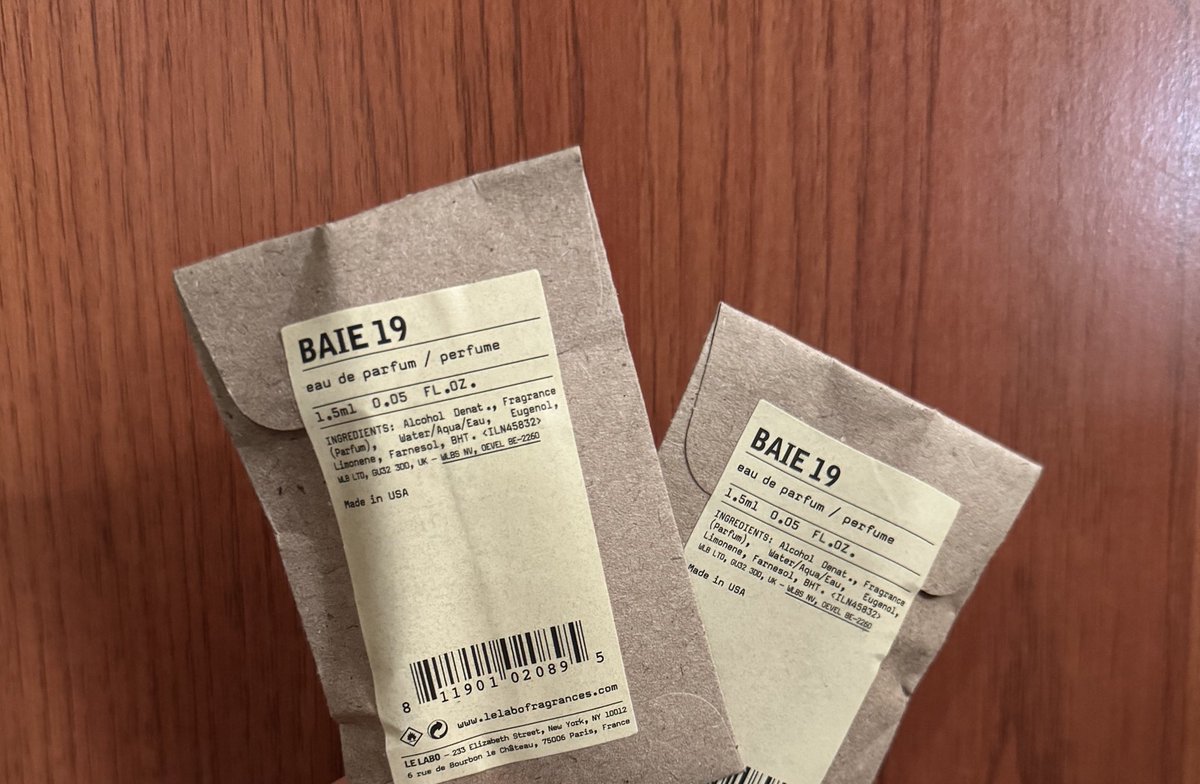 BAIE 19
eau de parfum / perfume
1.5ml 0.05 FL.OZ.
INGREDIENTS: Alcohol Denat., Fragrance
(Parfum), Water/Aqua/Eau, Eugenol,
Limonene, Farnesol, BHT. <ILN45832>
WLB LTD, GU32 3DD, UK - WLBS NV, OEVEL BE-2260
Made in USA
8 11901 02089 5
www.lelabofragrances.com
LE LABO - 233 Elizabeth Street, New York, NY 10012
6 rue de Bourbon le Château, 75006 Paris, France
BAIE 19
eau de parfum / perfume
1.5ml 0.05 FL.OZ.
INGREDIENTS: Alcohol Denat., Fragrance
(Parfum), Water/Aqua/Eau, Eugenol,
Limonene, Farnesol, BHT. <ILN45832>
WLB LTD, GU32 3DD, UK - WLBS NV, OEVEL BE-2260
Made in USA